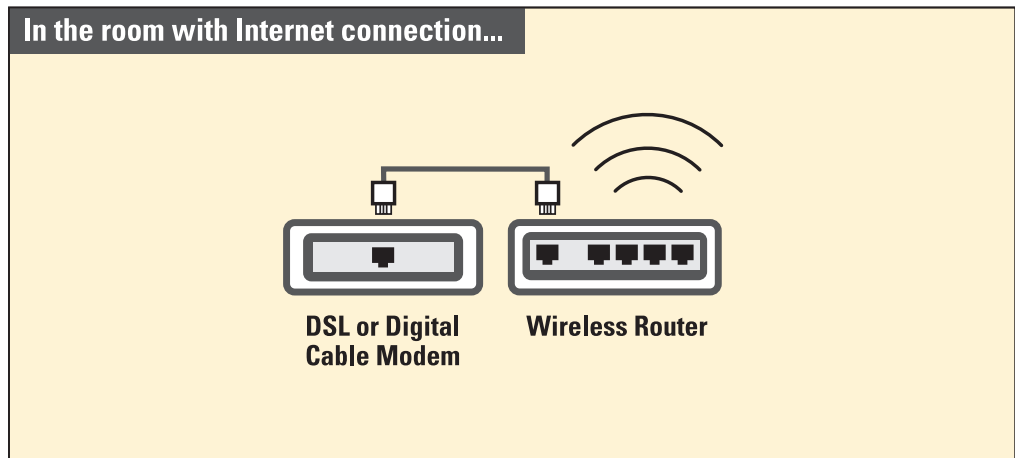 In the room with Internet connection...
DSL or Digital
Cable Modem
Wireless Router